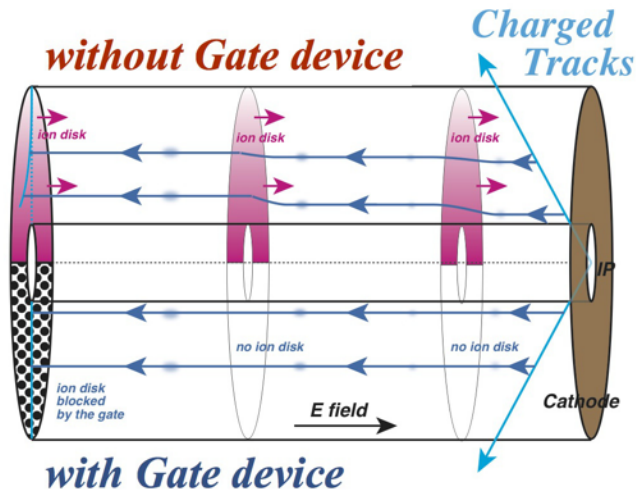 without Gate device
Charged
Tracks
ion disk
ion disk
ion disk
IP
no ion disk
no ion disk
ion disk
blocked
by the gate
Cathode
E field
with Gate device